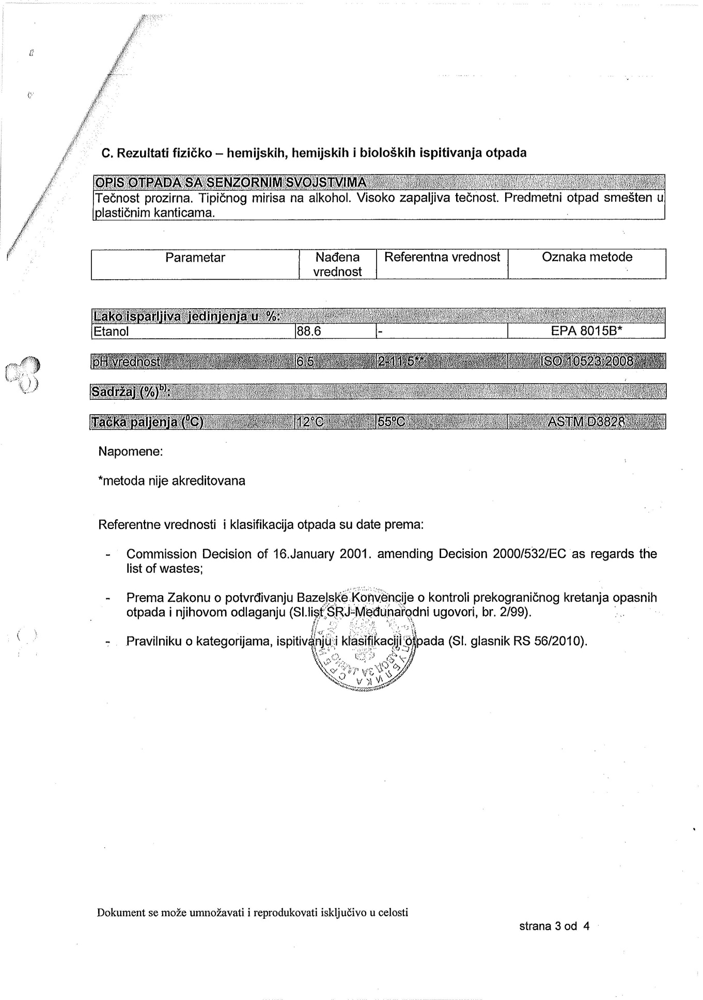 C. Rezultati fizičko – hemijskih, hemijskih i bioloških ispitivanja otpada
OPIS OTPADA SA SENZORNIM SVOJSTVIMA
Tečnost prozirna. Tipičnog mirisa na alkohol. Visoko zapaljiva tečnost. Predmetni otpad smešten u
plastičnim kanticama.
Parametar Nađena vrednost Referentna vrednost Oznaka metode
Lako isparljiva jedinjenja u %:
Etanol 88.6 - EPA 8015B*
pH vrednost 6.5 2-11.5** ISO 10523:2008
Sadržaj (%)b):
Tačka paljenja (⁰C) 12°C 55ºC ASTM D3828
Napomene:
*metoda nije akreditovana
Referentne vrednosti i klasifikacija otpada su date prema:
- Commission Decision of 16.January 2001. amending Decision 2000/532/EC as regards the
list of wastes;
- Prema Zakonu o potvrđivanju Bazelske Konvencije o kontroli prekograničnog kretanja opasnih
otpada i njihovom odlaganju (Sl.list SRJ-Međunarodni ugovori, br. 2/99).
- Pravilniku o kategorijama, ispitivanju i klasifikaciji otpada (Sl. glasnik RS 56/2010).
РЕПУБЛИКА СРБИЈА
ЗАВОД ЗА ЈАВНО
Dokument se može umnožavati i reprodukovati isključivo u celosti
strana 3 od 4